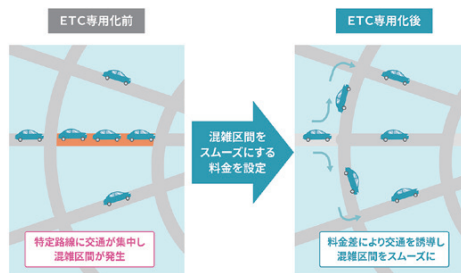 ETC専用化前
ETC専用化後
混雑区間を
スムーズにする
料金を設定
特定路線に交通が集中し
混雑区間が発生
料金差により交通を誘導し
混雑区間をスムーズに